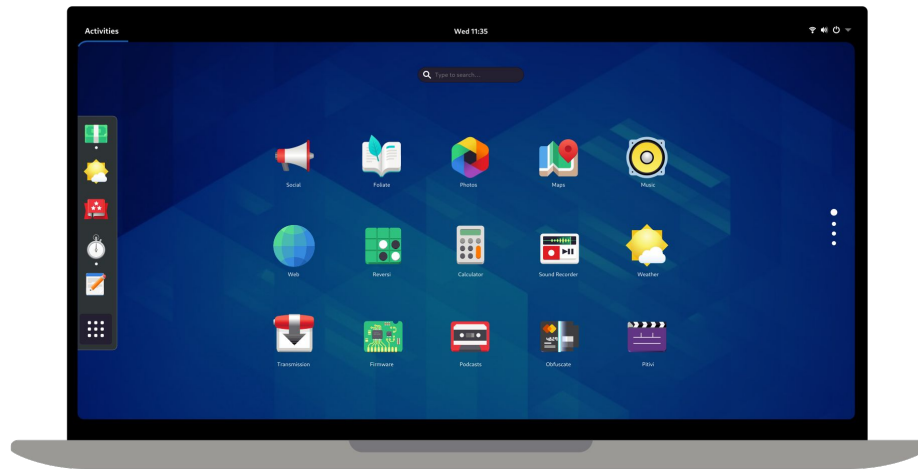 Activities
Wed 11:35
Type to search...
Social
Foliate
Photos
Maps
Music
Web
Reversi
Calculator
Sound Recorder
Weather
Transmission
Firmware
Podcasts
Obfuscate
Pitivi